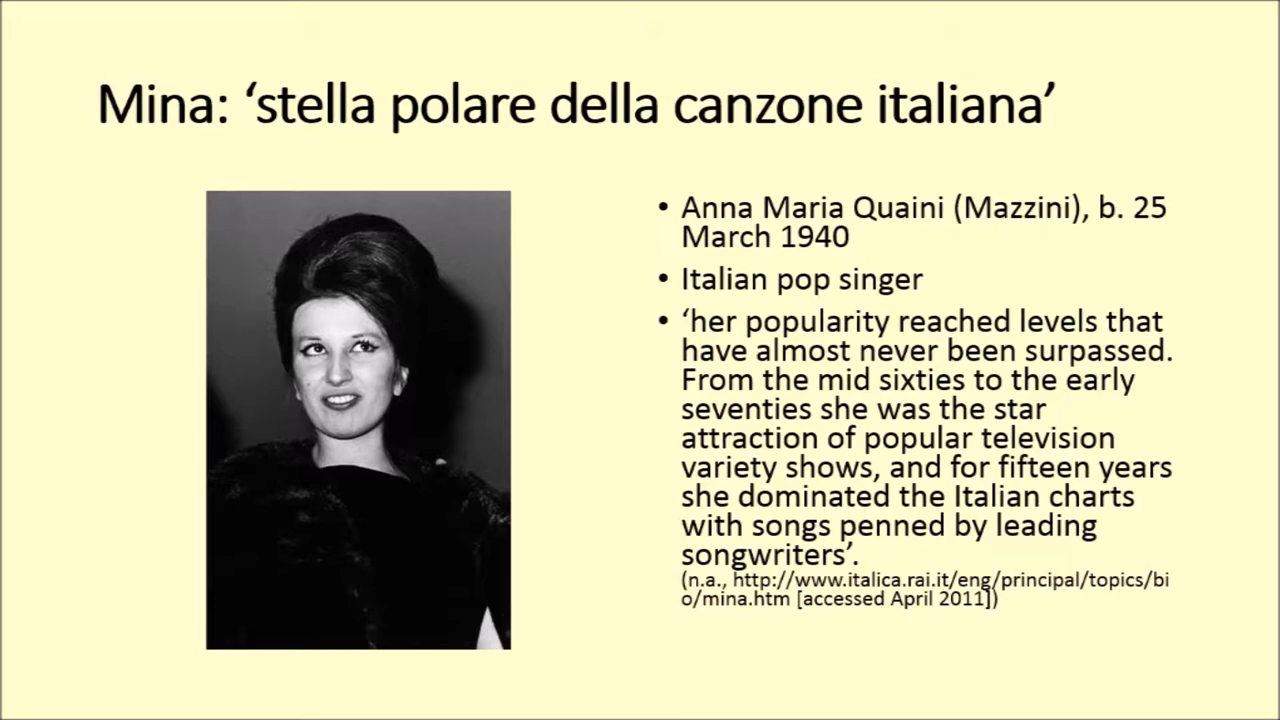 Mina: ‘stella polare della canzone italiana’
• Anna Maria Quaini (Mazzini), b. 25
March 1940
• Italian pop singer
• ‘her popularity reached levels that
have almost never been surpassed.
From the mid sixties to the early
seventies she was the star
attraction of popular television
variety shows, and for fifteen years
she dominated the Italian charts
with songs penned by leading
songwriters’.
(n.a., http://www.italica.rai.it/eng/principal/topics/bi
o/mina.htm [accessed April 2011])